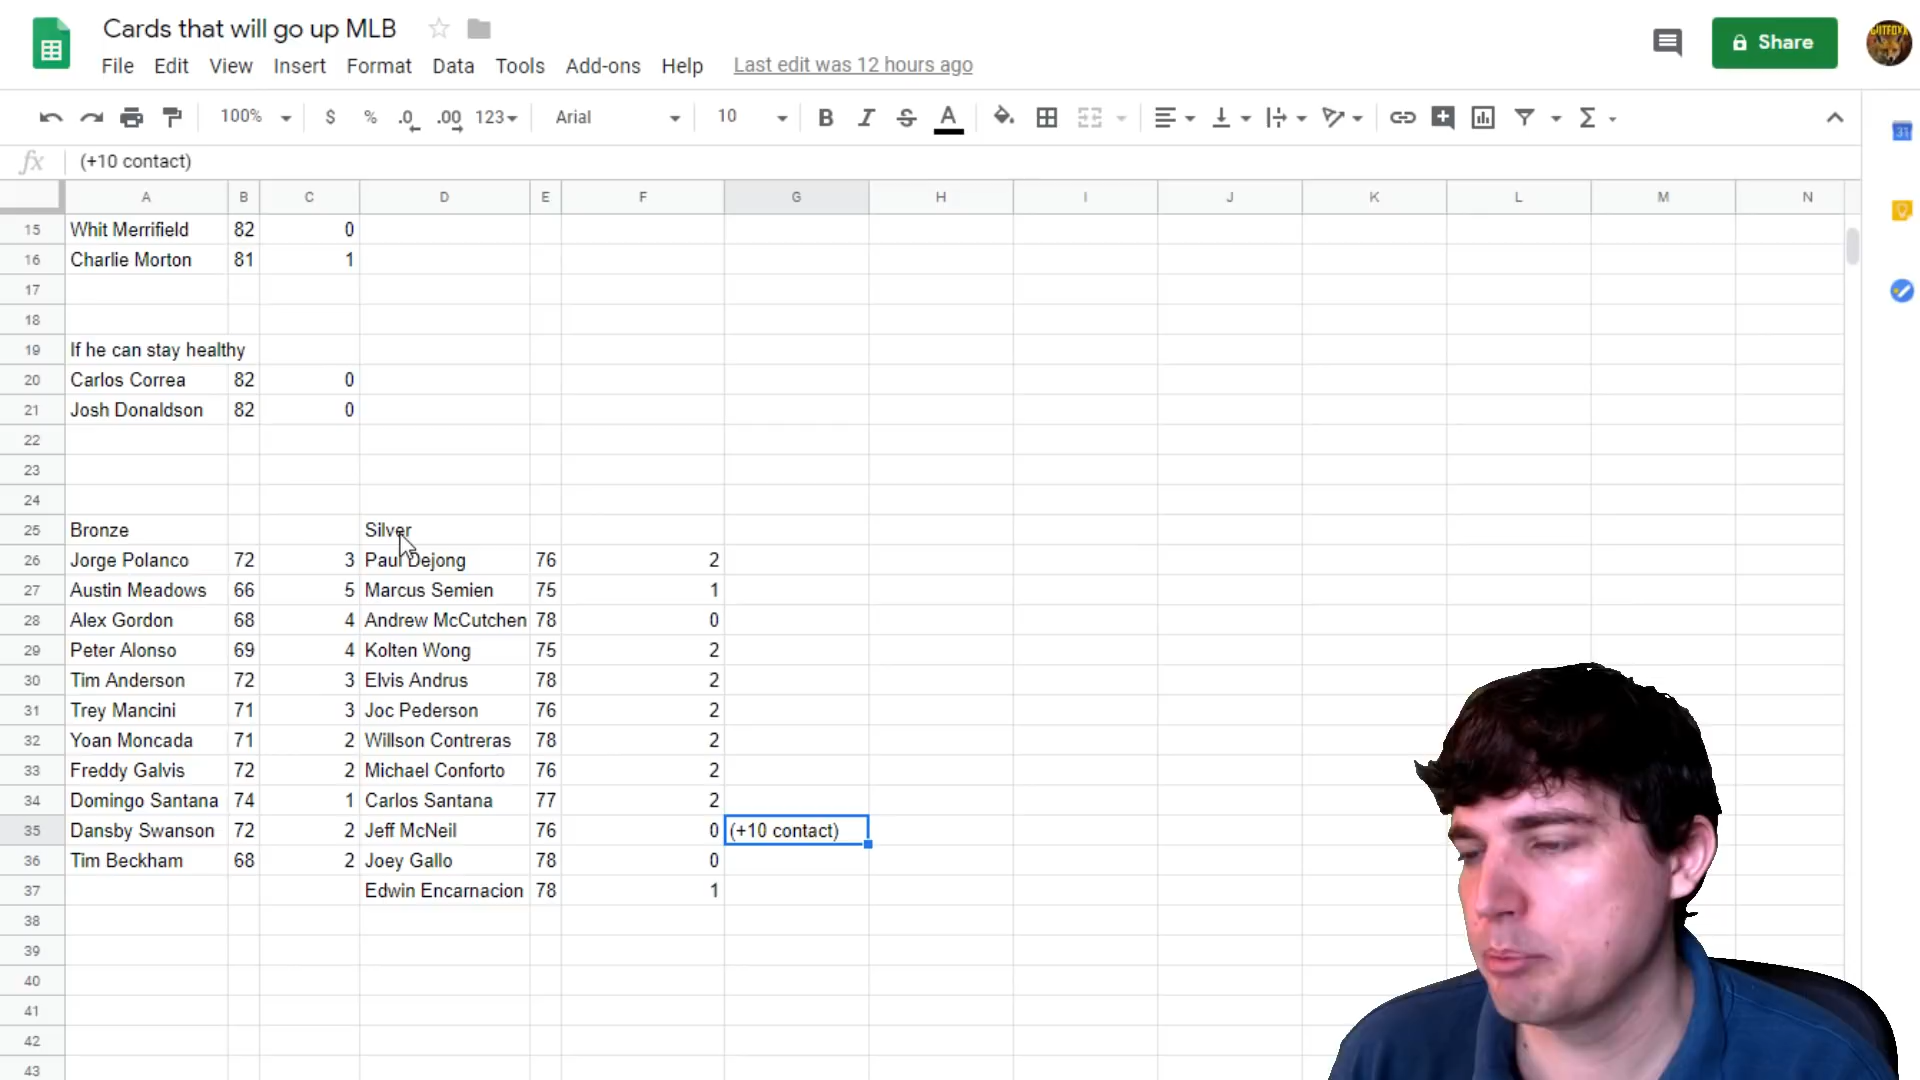 Cards that will go up MLB
File Edit View Insert Format Data Tools Add-ons Help Last edit was 12 hours ago
Share
100% $ % .0 .00 123 Arial 10 B I S A Σ
31
fx (+10 contact)
A B C D E F G H I J K L M N
15 Whit Merrifield 82 0
16 Charlie Morton 81 1
17
18
19 If he can stay healthy
20 Carlos Correa 82 0
21 Josh Donaldson 82 0
22
23
24
25 Bronze Silver
26 Jorge Polanco 72 3 Paul Dejong 76 2
27 Austin Meadows 66 5 Marcus Semien 75 1
28 Alex Gordon 68 4 Andrew McCutchen 78 0
29 Peter Alonso 69 4 Kolten Wong 75 2
30 Tim Anderson 72 3 Elvis Andrus 78 2
31 Trey Mancini 71 3 Joc Pederson 76 2
32 Yoan Moncada 71 2 Willson Contreras 78 2
33 Freddy Galvis 72 2 Michael Conforto 76 2
34 Domingo Santana 74 1 Carlos Santana 77 2
35 Dansby Swanson 72 2 Jeff McNeil 76 0 (+10 contact)
36 Tim Beckham 68 2 Joey Gallo 78 0
37 Edwin Encarnacion 78 1
38
39
40
41
42
43